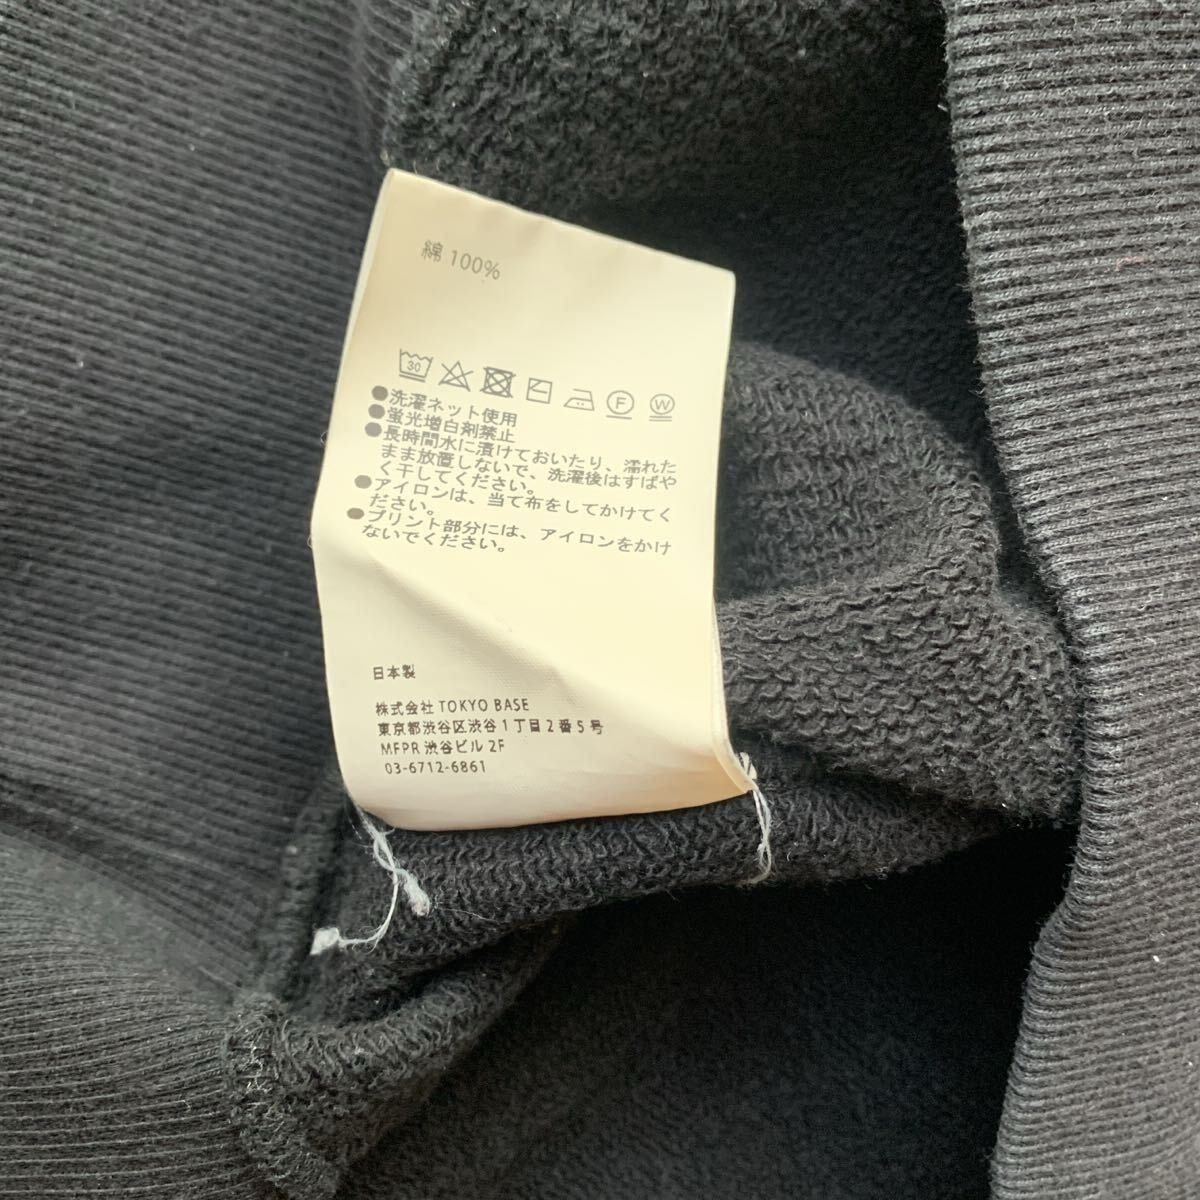 綿 100%
30
F
W
●洗濯ネット使用
●蛍光増白剤禁止
●長時間水に漬けておいたり、濡れた
まま放置しないで、洗濯後はすばや
く干してください。
●アイロンは、当て布をしてかけてく
ださい。
●プリント部分には、アイロンをかけ
ないでください。
日本製
株式会社 TOKYO BASE
東京都渋谷区渋谷1丁目2番5号
MFPR 渋谷ビル 2F
03-6712-6861